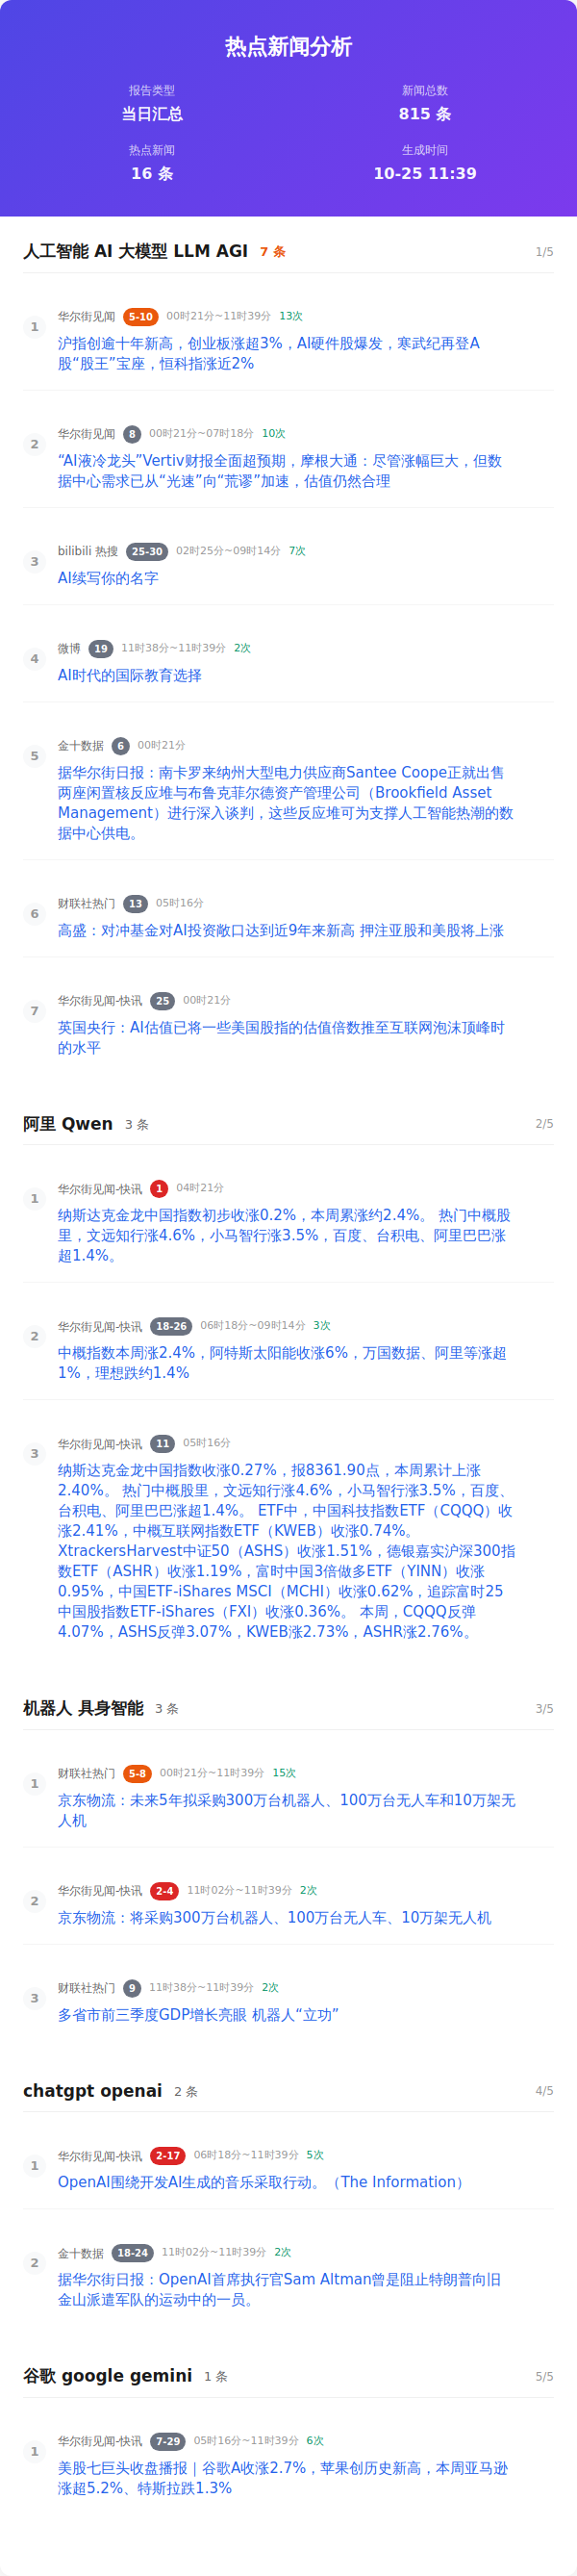 热点新闻分析
报告类型
当日汇总
新闻总数
815 条
热点新闻
16 条
生成时间
10-25 11:39
人工智能 AI 大模型 LLM AGI 7 条 1/5
1
华尔街见闻 5-10 00时21分~11时39分 13次
沪指创逾十年新高，创业板涨超3%，AI硬件股爆发，寒武纪再登A
股“股王”宝座，恒科指涨近2%
2
华尔街见闻 8 00时21分~07时18分 10次
“AI液冷龙头”Vertiv财报全面超预期，摩根大通：尽管涨幅巨大，但数
据中心需求已从“光速”向“荒谬”加速，估值仍然合理
3
bilibili 热搜 25-30 02时25分~09时14分 7次
AI续写你的名字
4
微博 19 11时38分~11时39分 2次
AI时代的国际教育选择
5
金十数据 6 00时21分
据华尔街日报：南卡罗来纳州大型电力供应商Santee Coope正就出售
两座闲置核反应堆与布鲁克菲尔德资产管理公司（Brookfield Asset
Management）进行深入谈判，这些反应堆可为支撑人工智能热潮的数
据中心供电。
6
财联社热门 13 05时16分
高盛：对冲基金对AI投资敞口达到近9年来新高 押注亚股和美股将上涨
7
华尔街见闻-快讯 25 00时21分
英国央行：AI估值已将一些美国股指的估值倍数推至互联网泡沫顶峰时
的水平
阿里 Qwen 3 条 2/5
1
华尔街见闻-快讯 1 04时21分
纳斯达克金龙中国指数初步收涨0.2%，本周累涨约2.4%。 热门中概股
里，文远知行涨4.6%，小马智行涨3.5%，百度、台积电、阿里巴巴涨
超1.4%。
2
华尔街见闻-快讯 18-26 06时18分~09时14分 3次
中概指数本周涨2.4%，阿特斯太阳能收涨6%，万国数据、阿里等涨超
1%，理想跌约1.4%
3
华尔街见闻-快讯 11 05时16分
纳斯达克金龙中国指数收涨0.27%，报8361.90点，本周累计上涨
2.40%。 热门中概股里，文远知行涨4.6%，小马智行涨3.5%，百度、
台积电、阿里巴巴涨超1.4%。 ETF中，中国科技指数ETF（CQQQ）收
涨2.41%，中概互联网指数ETF（KWEB）收涨0.74%。
XtrackersHarvest中证50（ASHS）收涨1.51%，德银嘉实沪深300指
数ETF（ASHR）收涨1.19%，富时中国3倍做多ETF（YINN）收涨
0.95%，中国ETF-iShares MSCI（MCHI）收涨0.62%，追踪富时25
中国股指数ETF-iShares（FXI）收涨0.36%。 本周，CQQQ反弹
4.07%，ASHS反弹3.07%，KWEB涨2.73%，ASHR涨2.76%。
机器人 具身智能 3 条 3/5
1
财联社热门 5-8 00时21分~11时39分 15次
京东物流：未来5年拟采购300万台机器人、100万台无人车和10万架无
人机
2
华尔街见闻-快讯 2-4 11时02分~11时39分 2次
京东物流：将采购300万台机器人、100万台无人车、10万架无人机
3
财联社热门 9 11时38分~11时39分 2次
多省市前三季度GDP增长亮眼 机器人“立功”
chatgpt openai 2 条 4/5
1
华尔街见闻-快讯 2-17 06时18分~11时39分 5次
OpenAI围绕开发AI生成的音乐采取行动。（The Information）
2
金十数据 18-24 11时02分~11时39分 2次
据华尔街日报：OpenAI首席执行官Sam Altman曾是阻止特朗普向旧
金山派遣军队的运动中的一员。
谷歌 google gemini 1 条 5/5
1
华尔街见闻-快讯 7-29 05时16分~11时39分 6次
美股七巨头收盘播报｜谷歌A收涨2.7%，苹果创历史新高，本周亚马逊
涨超5.2%、特斯拉跌1.3%